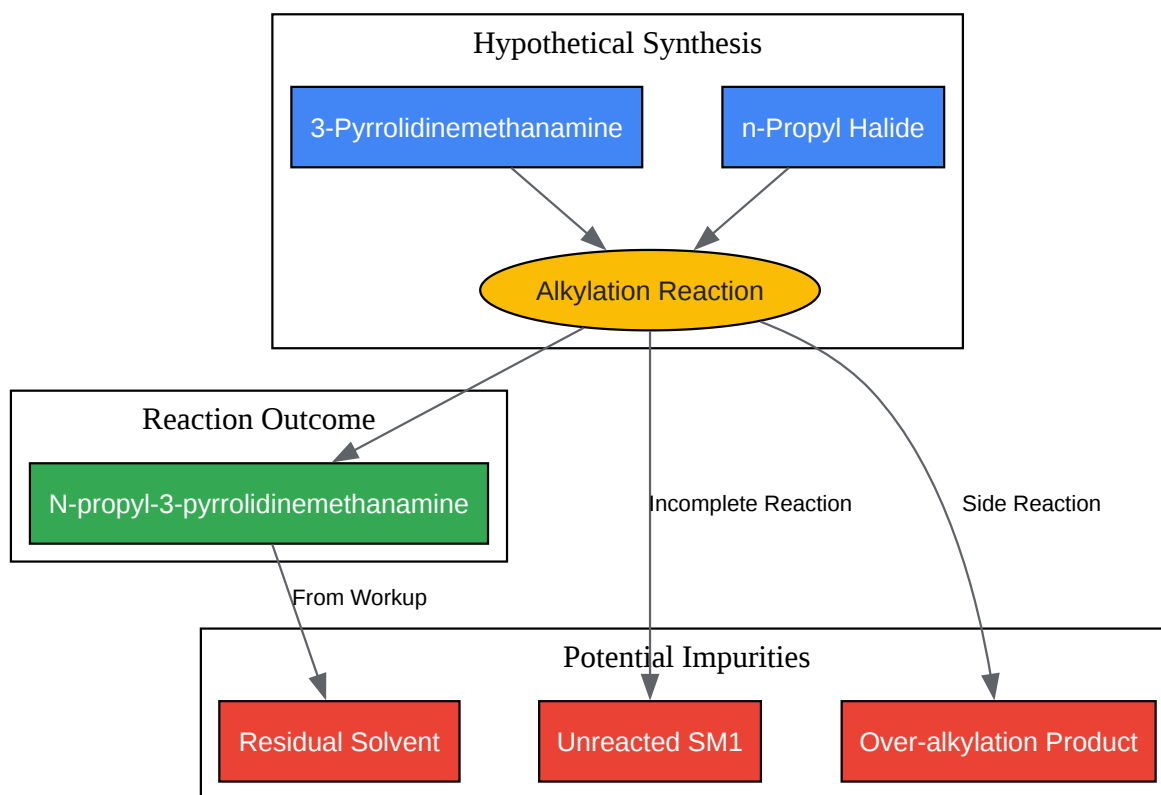 Hypothetical Synthesis
3-Pyrrolidinemethanamine
n-Propyl Halide
Alkylation Reaction
Reaction Outcome
N-propyl-3-pyrrolidinemethanamine
Incomplete Reaction
Side Reaction
From Workup
Potential Impurities
Residual Solvent
Unreacted SM1
Over-alkylation Product